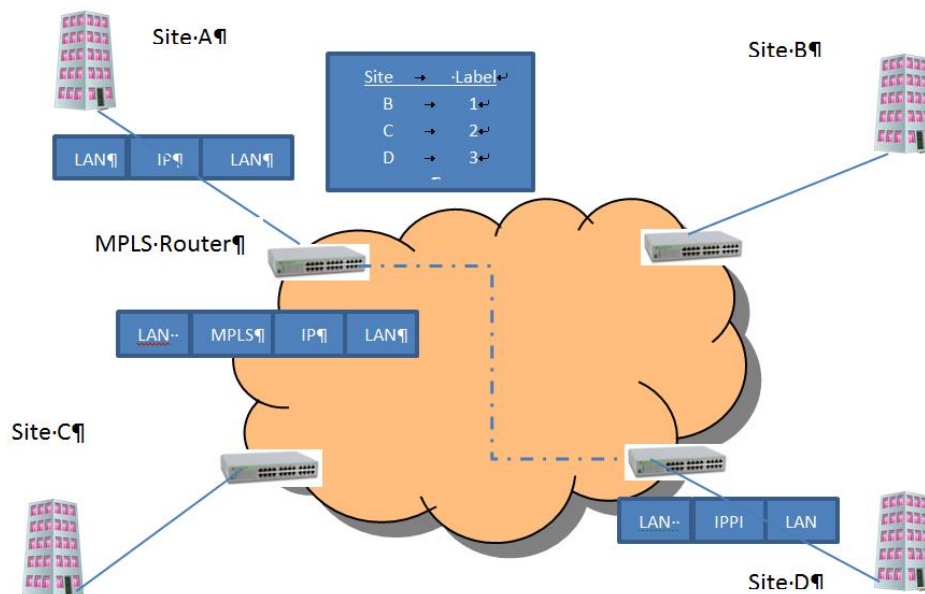 Site·A¶
Site·B¶
Site → ·Label↵
B → 1↵
C → 2↵
D → 3↵
¶
LAN¶ IP¶ LAN¶
MPLS·Router¶
LAN·· MPLS¶ IP¶ LAN¶
Site·C¶
LAN·· IPPI LAN
Site·D¶